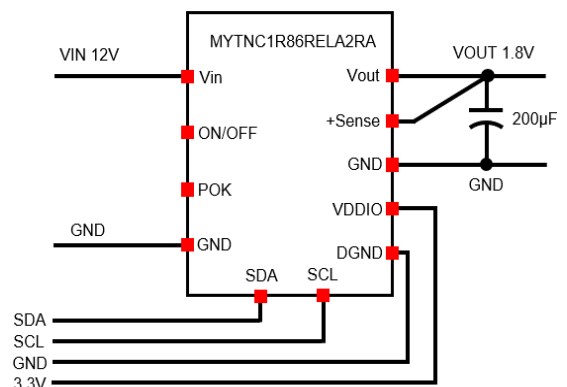 VIN 12V
MYTNC1R86RELA2RA
VOUT 1.8V
Vin
Vout
+Sense
200µF
ON/OFF
GND
GND
POK
VDDIO
GND
GND
DGND
SDA
SCL
SDA
SCL
GND
3.3V